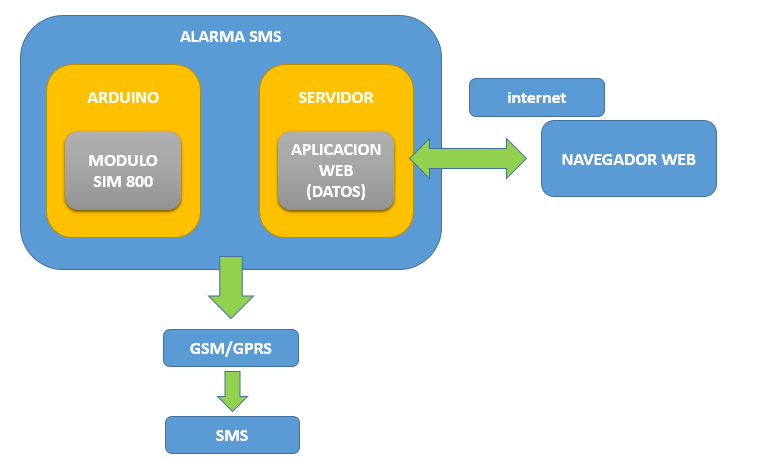 ALARMA SMS
ARDUINO
MODULO
SIM 800
SERVIDOR
APLICACION
WEB
(DATOS)
internet
NAVEGADOR WEB
GSM/GPRS
SMS